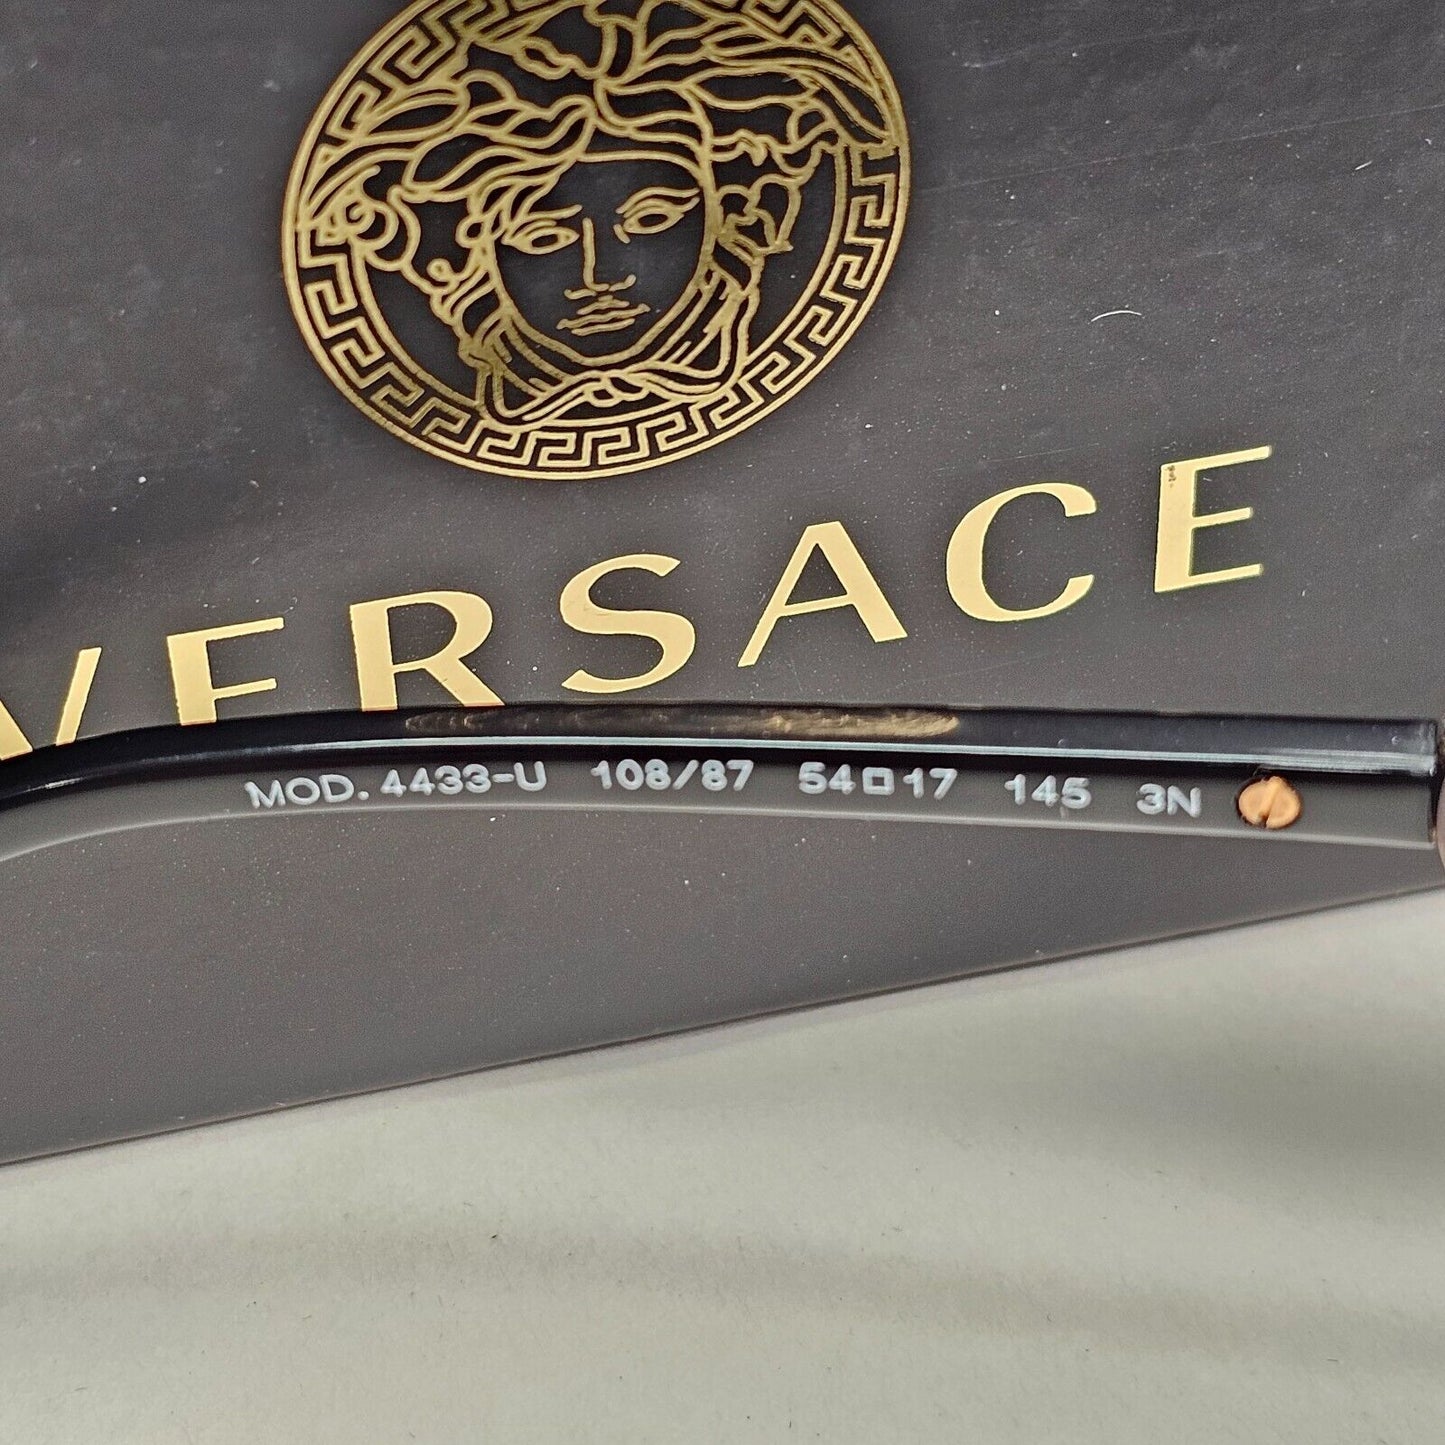 VERSACE
MOD. 4433-U 108/87 54□17 145 3N